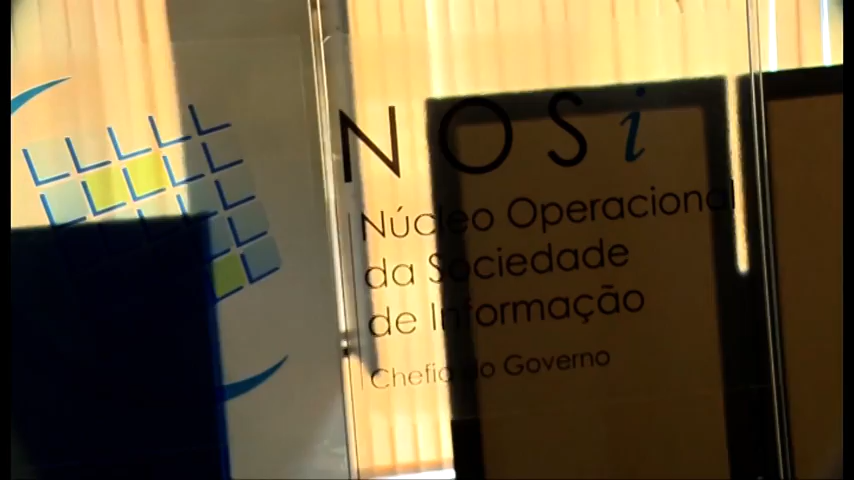 NOSi
Núcleo Operacional
da Sociedade
de Informação
Chefia do Governo